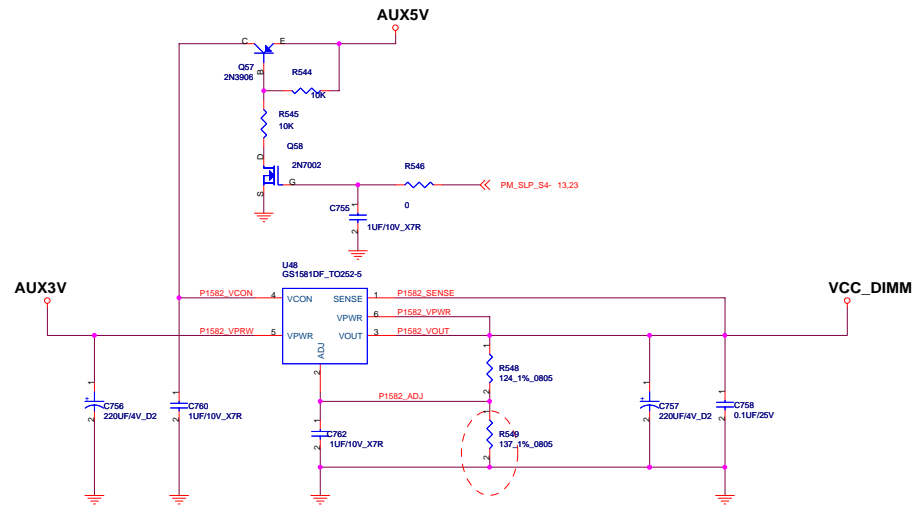 AUX5V
C
E
Q57
2N3906
B
R544
10K
R545
10K
Q58
D
2N7002
G
S
R546
0
PM_SLP_S4- 13,23
1
C755
1UF/10V_X7R
2
U48
GS1581DF_TO252-5
AUX3V
VCC_DIMM
P1582_VCON
4
VCON
SENSE
1
P1582_SENSE
VPWR
6
P1582_VPWR
P1582_VPRW
5
VPWR
VOUT
3
P1582_VOUT
ADJ
2
1
R548
124_1%_0805
2
P1582_ADJ
1
+
C756
220UF/4V_D2
2
1
C760
1UF/10V_X7R
2
1
C762
1UF/10V_X7R
2
1
R549
137_1%_0805
2
1
+
C757
220UF/4V_D2
2
1
C758
0.1UF/25V
2